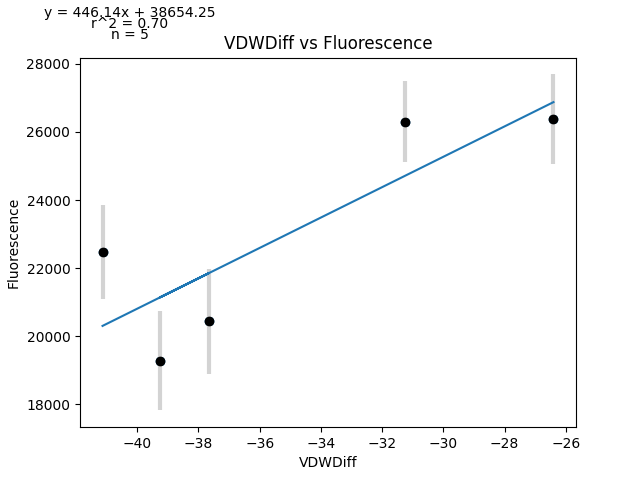 y = 446.14x + 38654.25
r^2 = 0.70
n = 5
VDWDiff vs Fluorescence
28000
26000
24000
22000
20000
18000
Fluorescence
−40
−38
−36
−34
−32
−30
−28
−26
VDWDiff